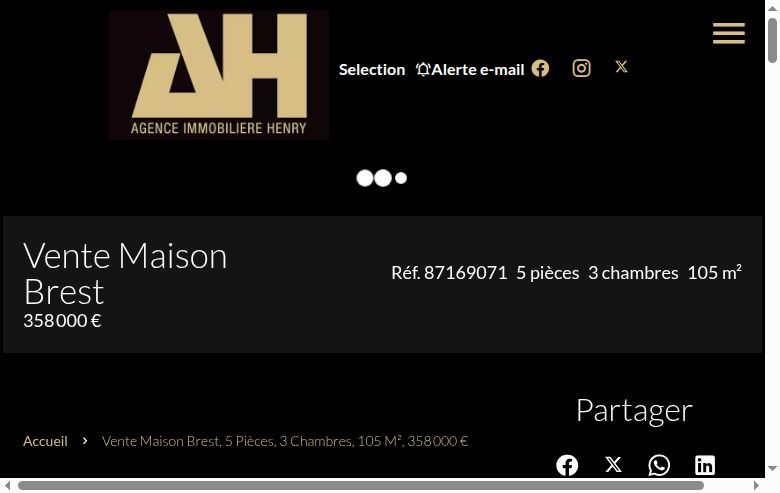 AH
AGENCE IMMOBILIERE HENRY
Selection
Alerte e-mail
Vente Maison
Brest
358 000 €
Réf. 87169071 5 pièces 3 chambres 105 m²
Partager
Accueil
Vente Maison Brest, 5 Pièces, 3 Chambres, 105 M², 358 000 €